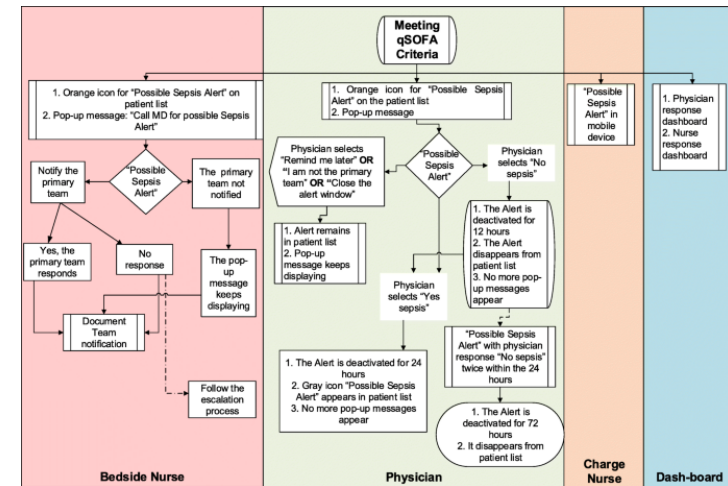 Meeting
qSOFA
Criteria
1. Orange icon for “Possible Sepsis Alert” on
patient list
2. Pop-up message: “Call MD for possible Sepsis
Alert”
Notify the
primary
team
“Possible
Sepsis
Alert”
The primary
team not
notified
Yes, the
primary team
responds
No
response
The pop-
up
message
keeps
displaying
Document
Team
notification
Follow the
escalation
process
Bedside Nurse
1. Orange icon for “Possible Sepsis
Alert” on the patient list
2. Pop-up message
Physician selects
“Remind me later” OR
“I am not the primary
team” OR “Close the
alert window”
“Possible
Sepsis
Alert”
Physician
selects “No
sepsis”
1. Alert remains
in patient list
2. Pop-up
message keeps
displaying
1. The Alert is
deactivated for
12 hours
2. The Alert
disappears from
patient list
3. No more pop-
up messages
appear
Physician
selects “Yes
sepsis”
1. The Alert is deactivated for 24
hours
2. Gray icon “Possible Sepsis
Alert” appears in patient list
3. No more pop-up messages
appear
“Possible Sepsis
Alert” with physician
response “No sepsis”
twice within the 24
hours
1. The Alert is
deactivated for 72
hours
2. It disappears from
patient list
Physician
“Possible
Sepsis
Alert” in
mobile
device
Charge
Nurse
1. Physician
response
dashboard
2. Nurse
response
dashboard
Dash-board